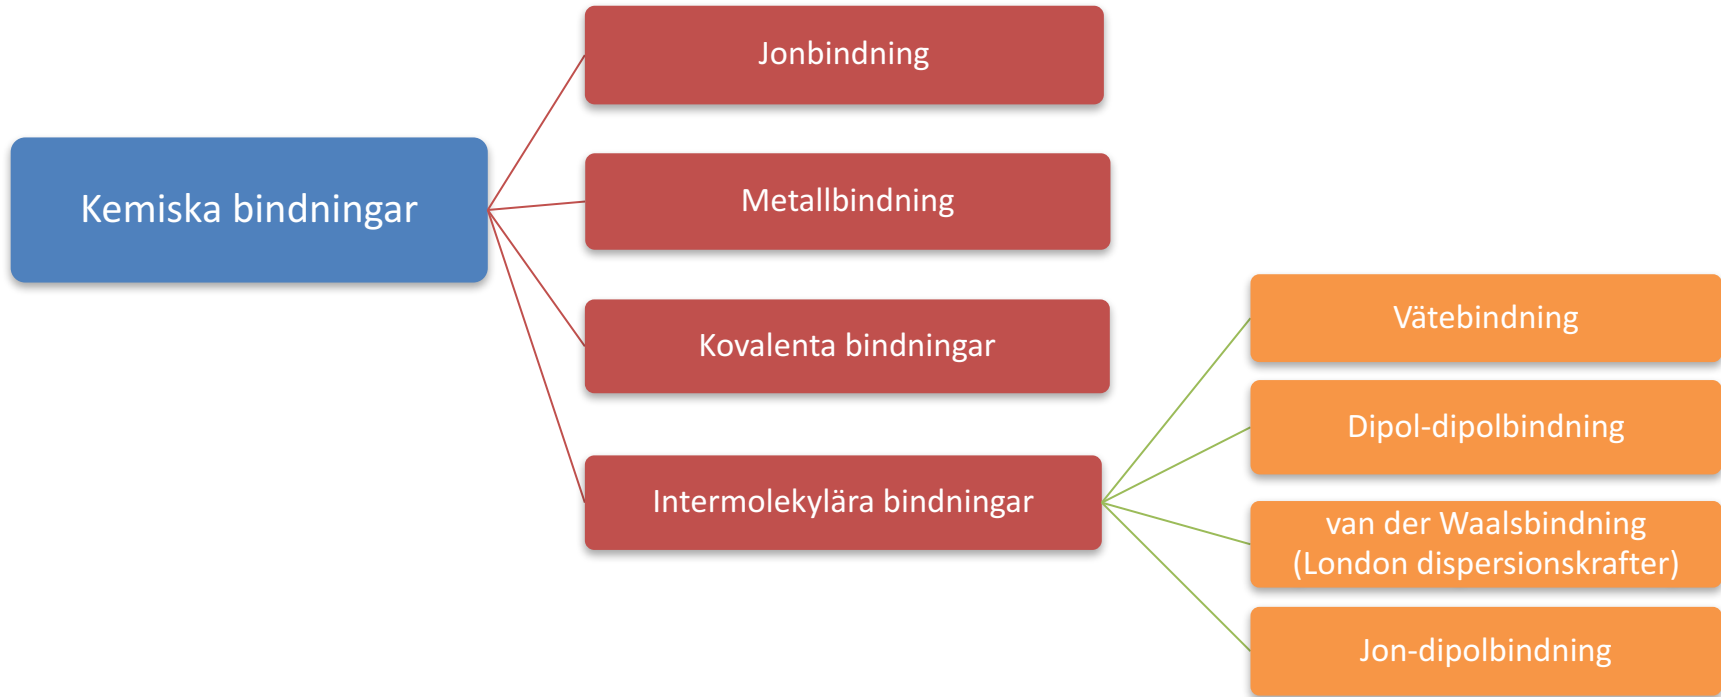 Kemiska bindningar
Jonbindning
Metallbindning
Kovalenta bindningar
Intermolekylära bindningar
Vätebindning
Dipol-dipolbindning
van der Waalsbindning
(London dispersionskrafter)
Jon-dipolbindning